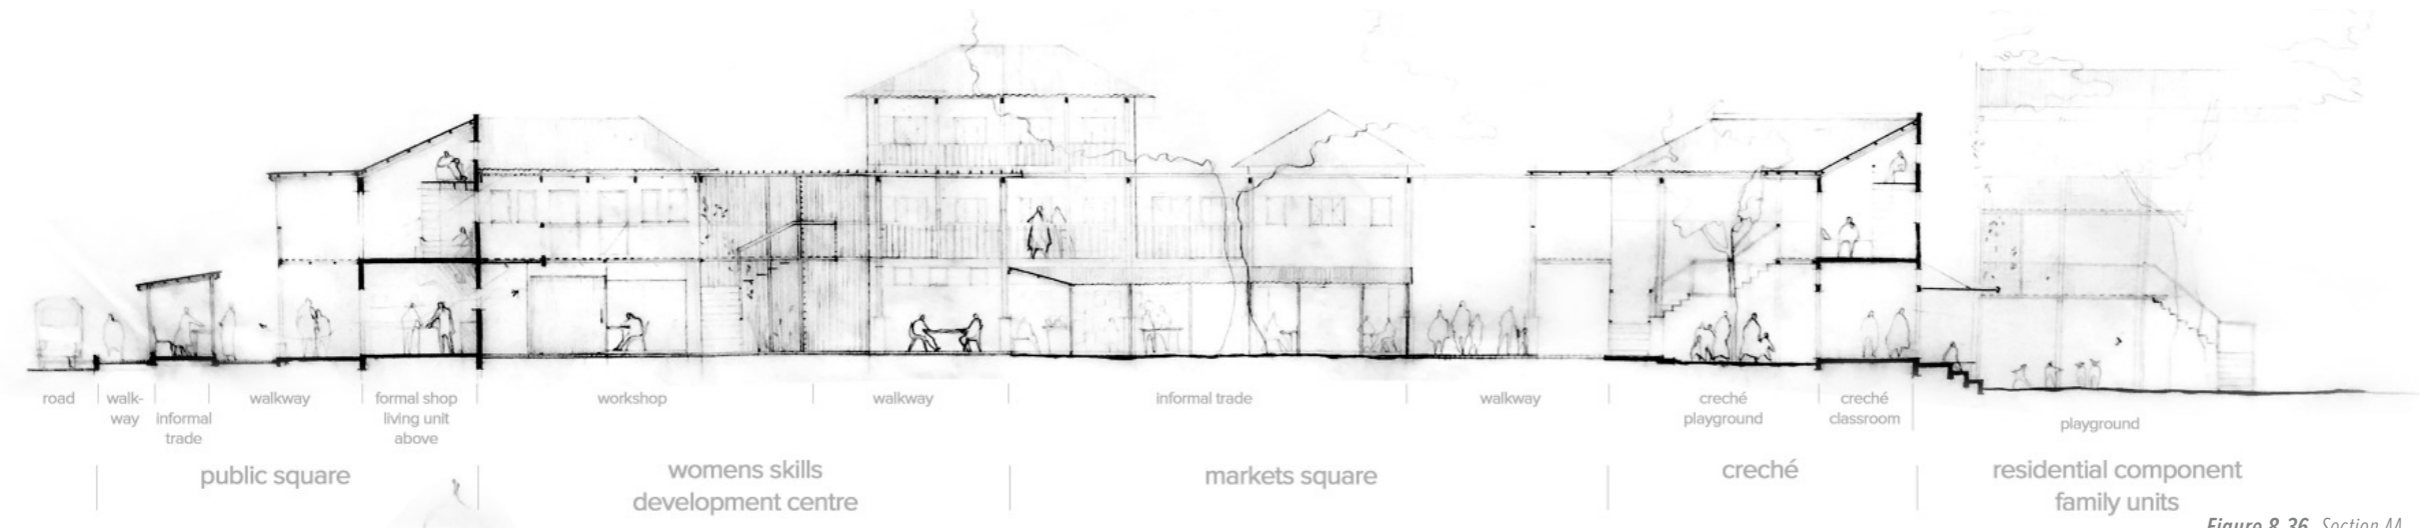 road
walk-
way
informal
trade
walkway
formal shop
living unit
above
workshop
walkway
informal trade
walkway
creché
playground
creché
classroom
playground
public square
womens skills
development centre
markets square
creché
residential component
family units
Figure 8.36 Section AA